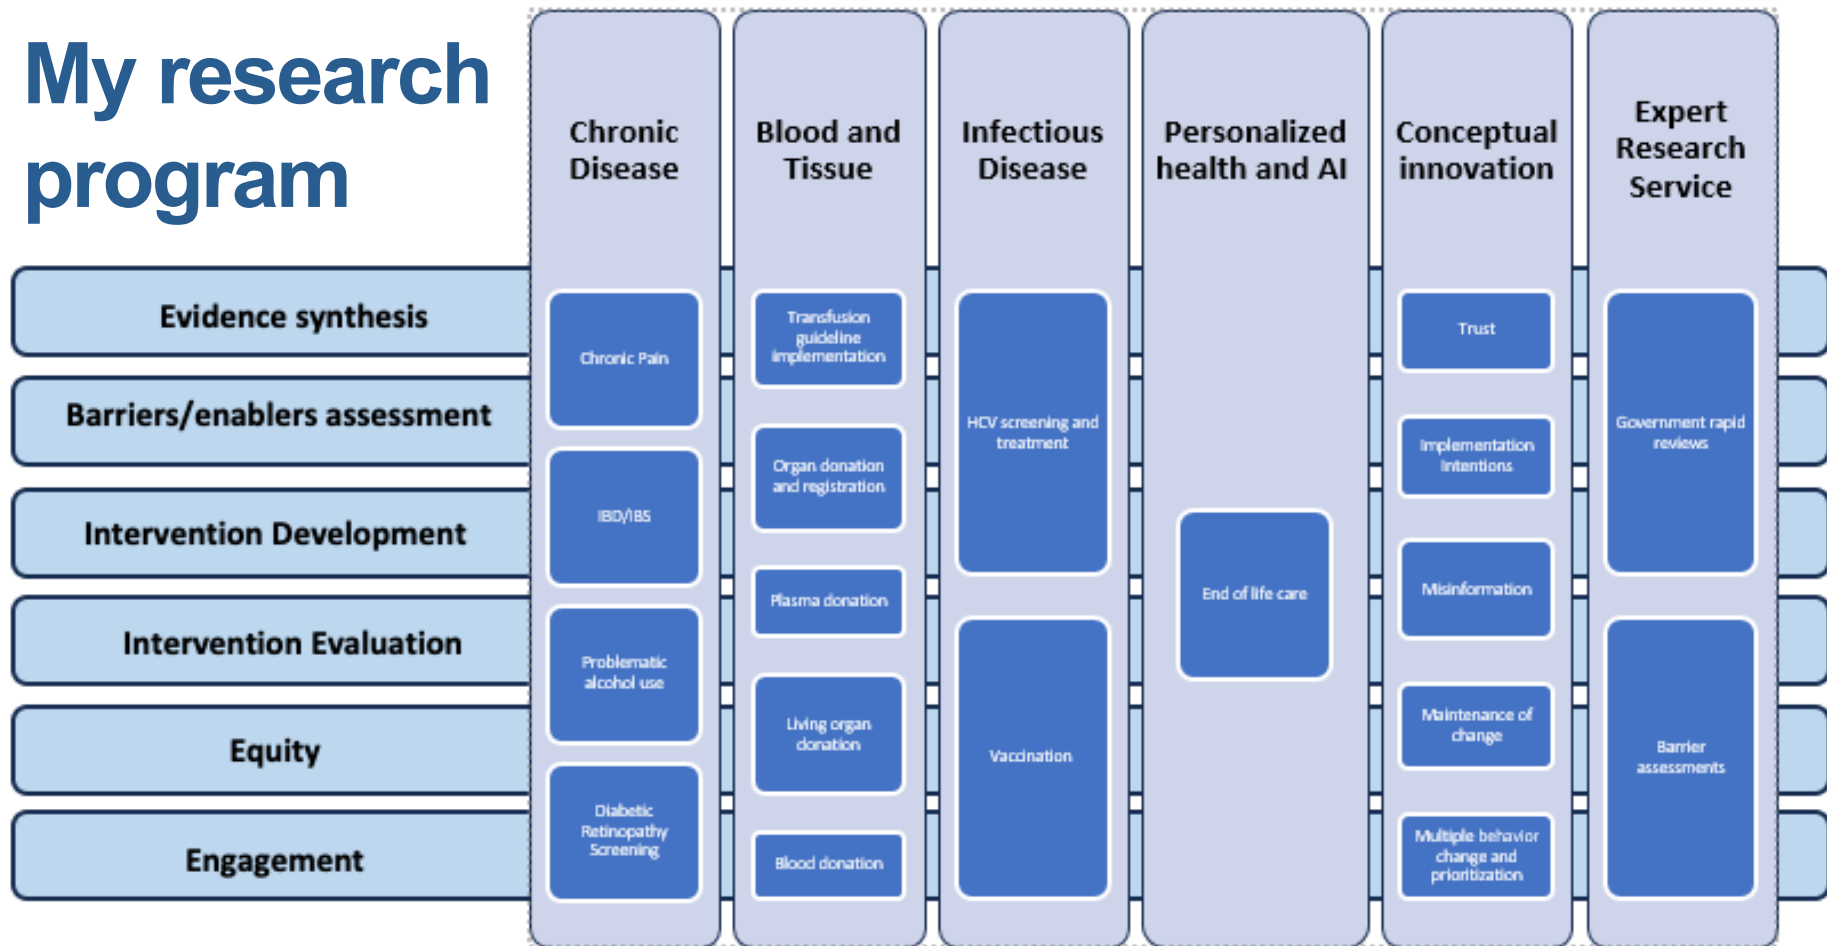 My research
program
Chronic
Disease
Blood and
Tissue
Infectious
Disease
Personalized
health and AI
Conceptual
innovation
Expert
Research
Service
Evidence synthesis
Barriers/enablers assessment
Intervention Development
Intervention Evaluation
Equity
Engagement
Chronic Pain
IBD/IBS
Problematic
alcohol use
Diabetic
Retinopathy
Screening
Transfusion
guideline
implementation
Organ donation
and registration
Plasma donation
Living organ
donation
Blood donation
HCV screening and
treatment
Vaccination
End of life care
Trust
Implementation
Intentions
Misinformation
Maintenance of
change
Multiple behavior
change and
prioritization
Government rapid
reviews
Barrier
assessments